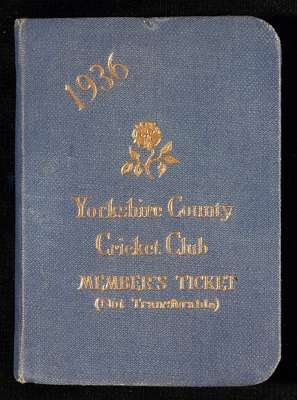 1936
Yorkshire County
Cricket Club
MEMBER'S TICKET
(Not Transferable)